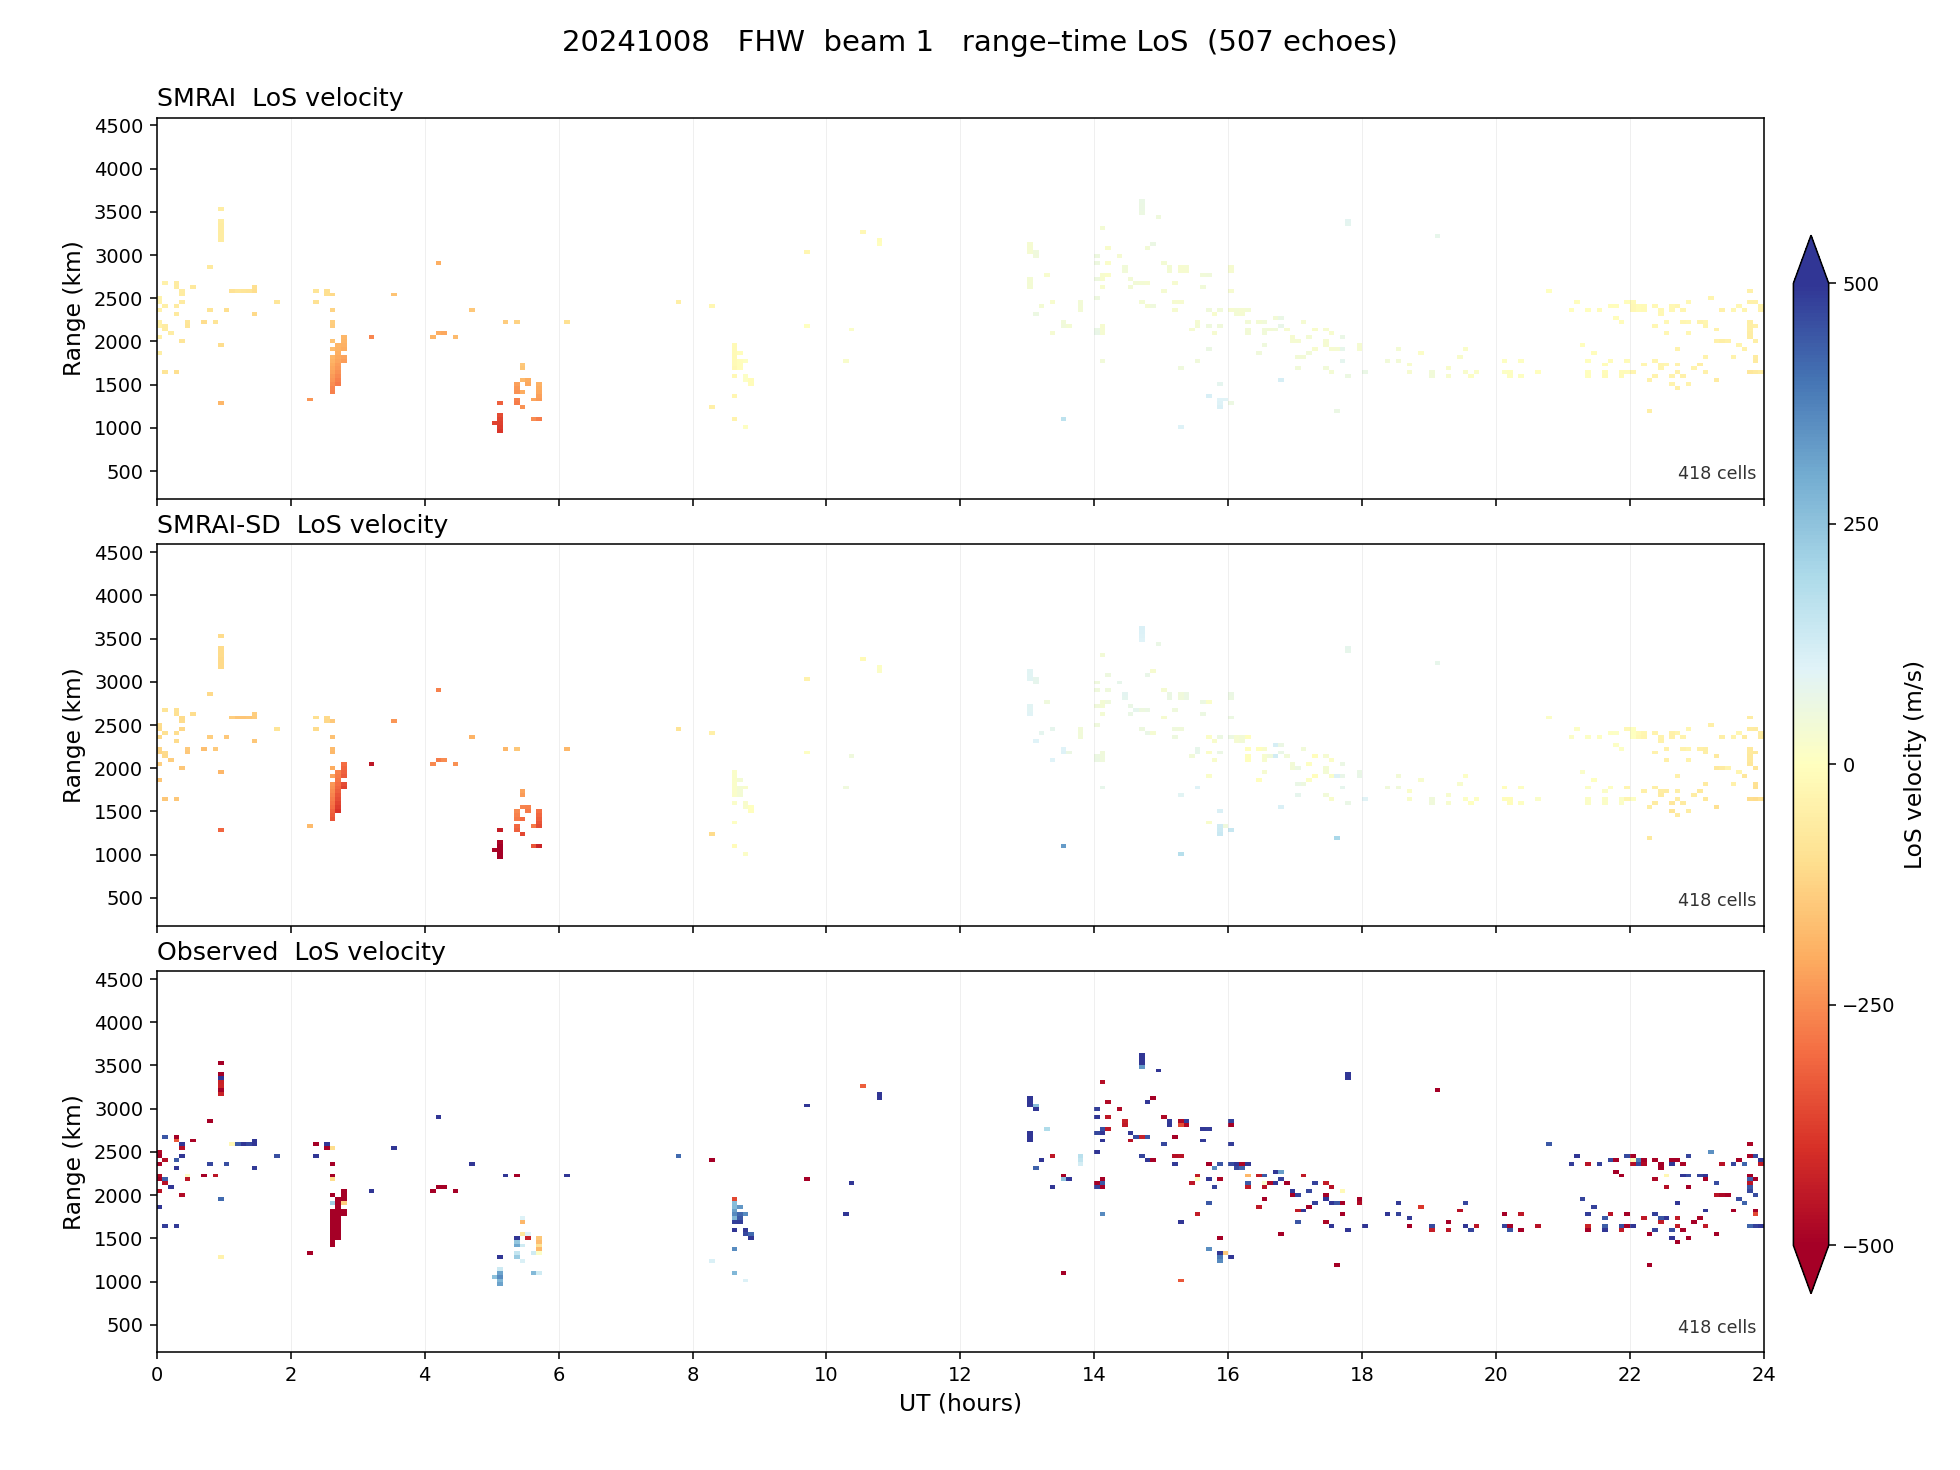 20241008   FHW  beam 1   range–time LoS  (507 echoes)
SMRAI  LoS velocity
4500
4000
3500
3000
2500
2000
1500
1000
500
Range (km)
418 cells
SMRAI-SD  LoS velocity
4500
4000
3500
3000
2500
2000
1500
1000
500
Range (km)
418 cells
Observed  LoS velocity
4500
4000
3500
3000
2500
2000
1500
1000
500
Range (km)
418 cells
0 2 4 6 8 10 12 14 16 18 20 22 24
UT (hours)
500
250
0
−250
−500
LoS velocity (m/s)